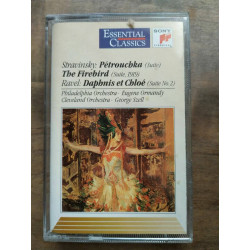 ESSENTIAL
CLASSICS
SONY
Stravinsky: Pétrouchka (Suite)
The Firebird (Suite, 1919)
Ravel: Daphnis et Chloé (Suite No. 2)
Philadelphia Orchestra · Eugene Ormandy
Cleveland Orchestra · George Szell